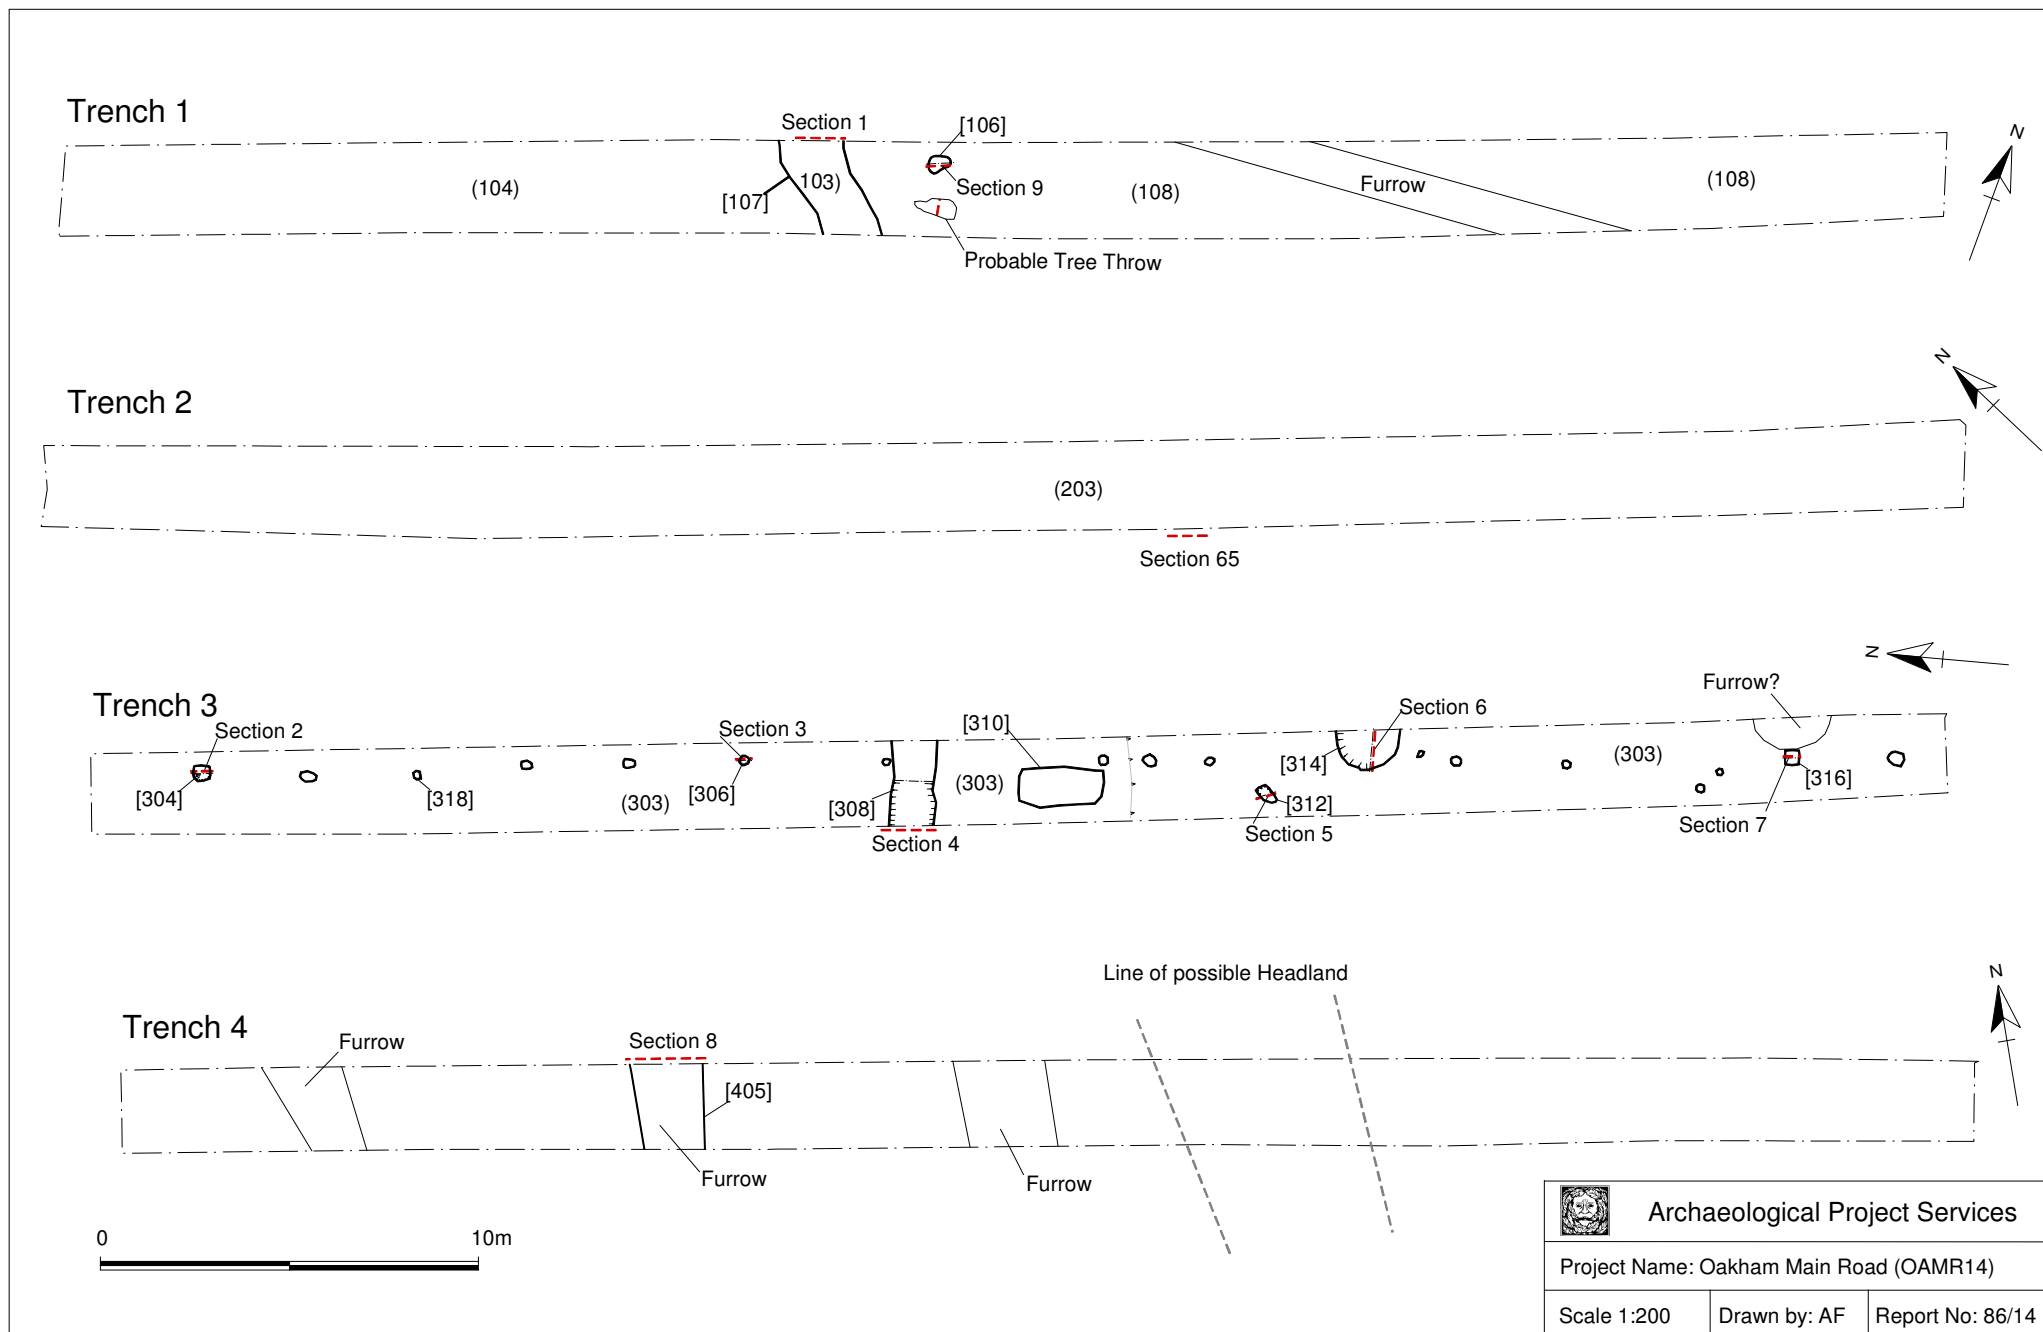 Trench 1
Section 1
[106]
(104)
103)
[107]
Section 9
(108)
Furrow
(108)
Probable Tree Throw
N
Trench 2
N
(203)
Section 65
N
Trench 3
Section 2
Section 3
[310]
Section 6
Furrow?
[304]
[318]
(303)
[306]
[308]
(303)
[314]
[312]
(303)
[316]
Section 4
Section 5
Section 7
Line of possible Headland
N
Trench 4
Furrow
Section 8
[405]
Furrow
Furrow
0 10m
Archaeological Project Services
Project Name: Oakham Main Road (OAMR14)
Scale 1:200 Drawn by: AF Report No: 86/14